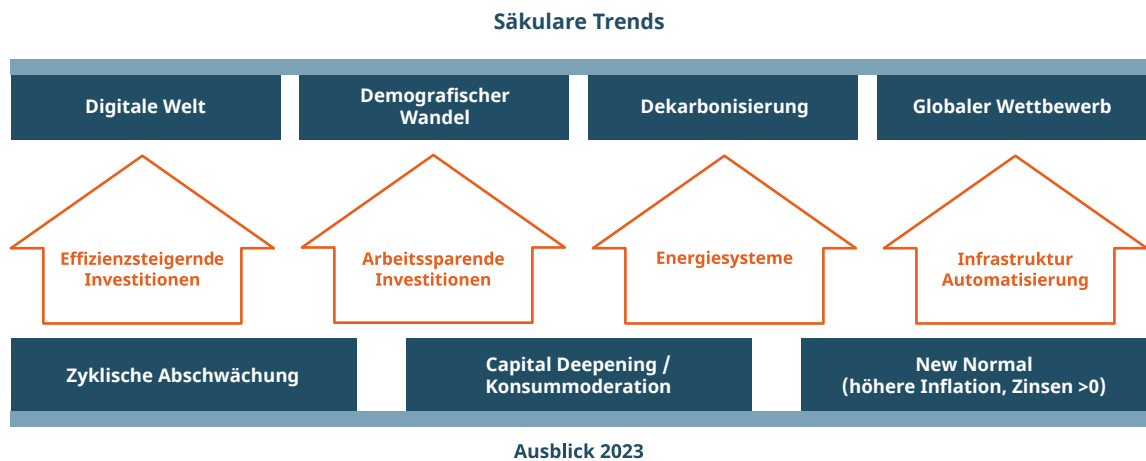 Säkulare Trends
Digitale Welt
Demografischer
Wandel
Dekarbonisierung
Globaler Wettbewerb
Effizienzsteigernde
Investitionen
Arbeitssparende
Investitionen
Energiesysteme
Infrastruktur
Automatisierung
Zyklische Abschwächung
Capital Deepening /
Konsummoderation
New Normal
(höhere Inflation, Zinsen >0)
Ausblick 2023